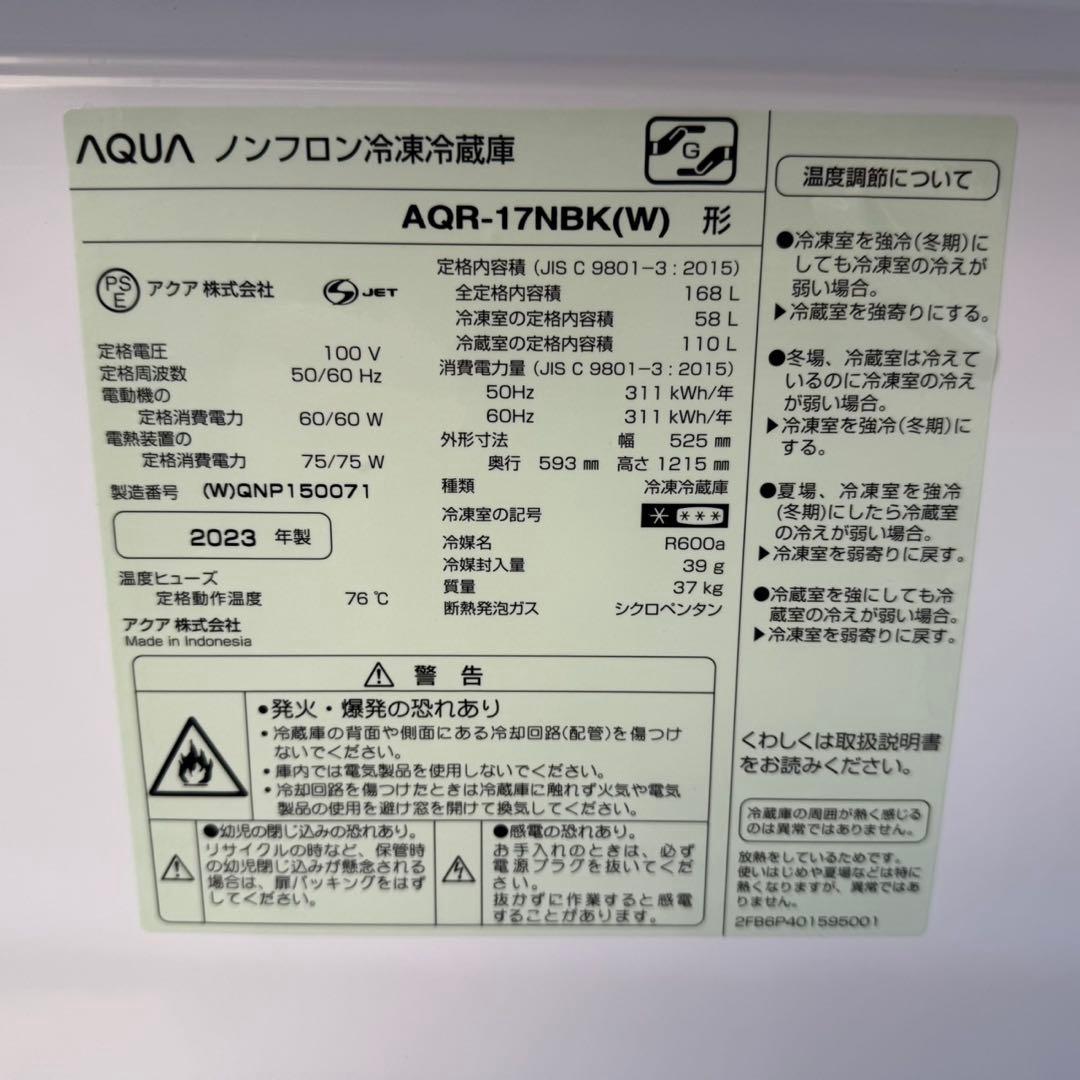 AQUA ノンフロン冷凍冷蔵庫
G
AQR-17NBK(W) 形
PS
E
アクア 株式会社
S JET
定格電圧 100 V
定格周波数 50/60 Hz
電動機の
定格消費電力 60/60 W
電熱装置の
定格消費電力 75/75 W
製造番号 (W)QNP150071
2023 年製
温度ヒューズ
定格動作温度 76 ℃
アクア 株式会社
Made in Indonesia
定格内容積 (JIS C 9801-3 : 2015)
全定格内容積 168 L
冷凍室の定格内容積 58 L
冷蔵室の定格内容積 110 L
消費電力量 (JIS C 9801-3 : 2015)
50Hz 311 kWh/年
60Hz 311 kWh/年
外形寸法 幅 525 ㎜
奥行 593 ㎜ 高さ 1215 ㎜
種類 冷凍冷蔵庫
冷凍室の記号 * ***
冷媒名 R600a
冷媒封入量 39 g
質量 37 kg
断熱発泡ガス シクロペンタン
⚠ 警 告
●発火・爆発の恐れあり
・冷蔵庫の背面や側面にある冷却回路(配管)を傷つけ
ないでください。
・庫内では電気製品を使用しないでください。
・冷却回路を傷つけたときは冷蔵庫に触れず火気や電気
製品の使用を避け窓を開けて換気してください。
●幼児の閉じ込みの恐れあり。
リサイクルの時など、保管時
の幼児閉じ込みが懸念される
場合は、扉パッキングをはず
してください。
●感電の恐れあり。
お手入れのときは、必ず
電源プラグを抜いてくだ
さい。
抜かずに作業すると感電
することがあります。
温度調節について
●冷凍室を強冷(冬期)に
しても冷凍室の冷えが
弱い場合。
▶冷蔵室を強寄りにする。
●冬場、冷蔵室は冷えて
いるのに冷凍室の冷え
が弱い場合。
▶冷凍室を強冷(冬期)に
する。
●夏場、冷凍室を強冷
(冬期)にしたら冷蔵室
の冷えが弱い場合。
▶冷凍室を弱寄りに戻す。
●冷蔵室を強にしても冷
蔵室の冷えが弱い場合。
▶冷凍室を弱寄りに戻す。
くわしくは取扱説明書
をお読みください。
冷蔵庫の周囲が熱く感じる
のは異常ではありません。
放熱をしているためです。
使いはじめや夏場などは特に
熱くなりますが、異常ではあ
りません。
2FB6P401595001